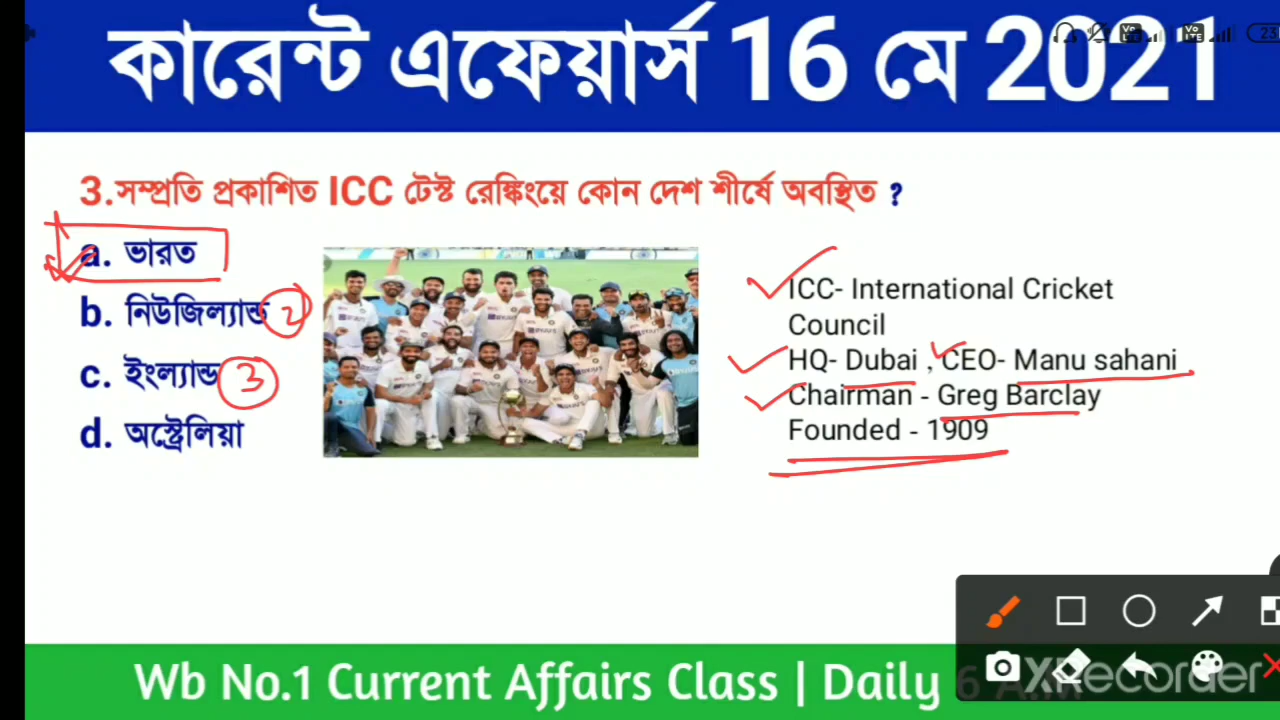 কারেন্ট এফেয়ার্স 16 মে 2021
3.সম্প্রতি প্রকাশিত ICC টেস্ট রেঙ্কিংয়ে কোন দেশ শীর্ষে অবস্থিত ?
a. ভারত
b. নিউজিল্যান্ড 2
c. ইংল্যান্ড 3
d. অস্ট্রেলিয়া
ICC- International Cricket
Council
HQ- Dubai , CEO- Manu sahani
Chairman - Greg Barclay
Founded - 1909
Wb No.1 Current Affairs Class | Daily 6
XRecorder